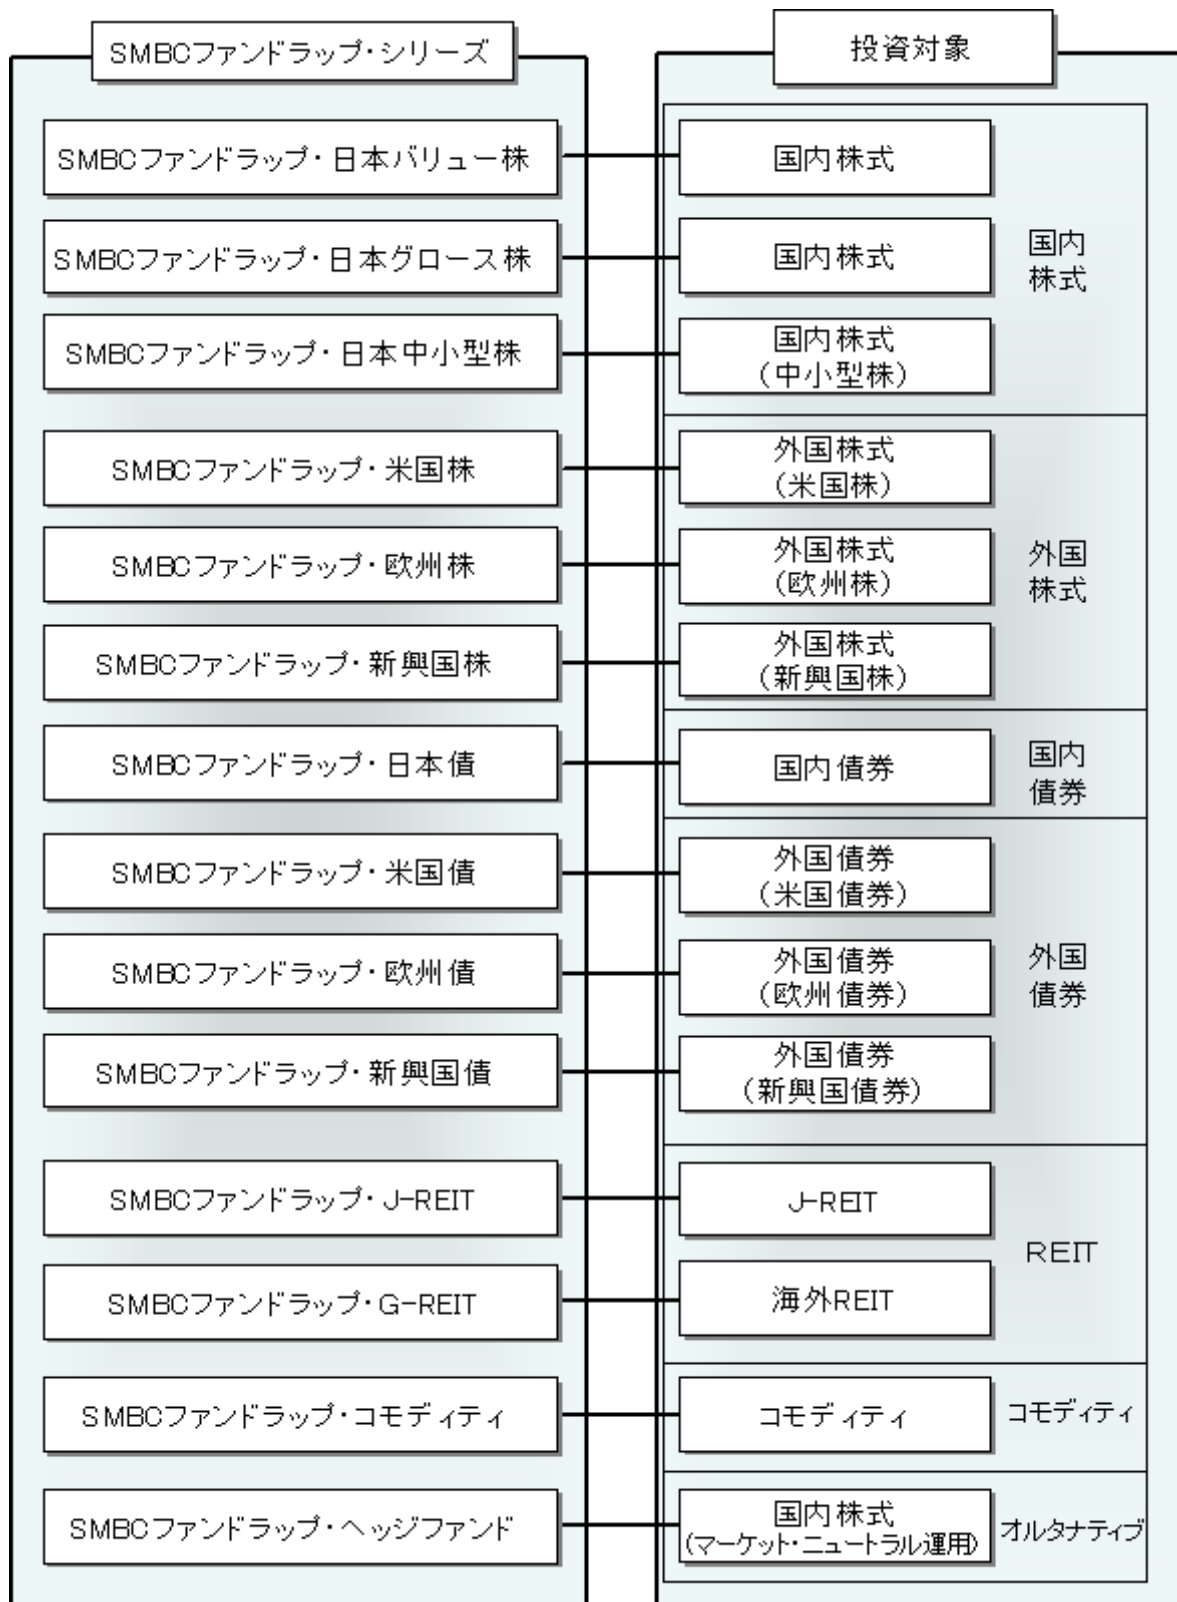 SMBCファンドラップ・シリーズ
投資対象
SMBCファンドラップ・日本バリュー株
国内株式
SMBCファンドラップ・日本グロース株
国内株式
国内
株式
SMBCファンドラップ・日本中小型株
国内株式
（中小型株）
SMBCファンドラップ・米国株
外国株式
（米国株）
SMBCファンドラップ・欧州株
外国株式
（欧州株）
外国
株式
SMBCファンドラップ・新興国株
外国株式
（新興国株）
SMBCファンドラップ・日本債
国内債券
国内
債券
SMBCファンドラップ・米国債
外国債券
（米国債券）
SMBCファンドラップ・欧州債
外国債券
（欧州債券）
外国
債券
SMBCファンドラップ・新興国債
外国債券
（新興国債券）
SMBCファンドラップ・J-REIT
J-REIT
REIT
SMBCファンドラップ・G-REIT
海外REIT
SMBCファンドラップ・コモディティ
コモディティ
コモディティ
SMBCファンドラップ・ヘッジファンド
国内株式
（マーケット・ニュートラル運用）
オルタナティブ